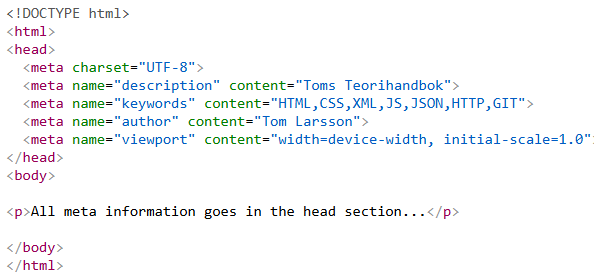 <!DOCTYPE html>
<html>
<head>
  <meta charset="UTF-8">
  <meta name="description" content="Toms Teorihandbok">
  <meta name="keywords" content="HTML,CSS,XML,JS,JSON,HTTP,GIT">
  <meta name="author" content="Tom Larsson">
  <meta name="viewport" content="width=device-width, initial-scale=1.0"
</head>
<body>

<p>All meta information goes in the head section...</p>

</body>
</html>